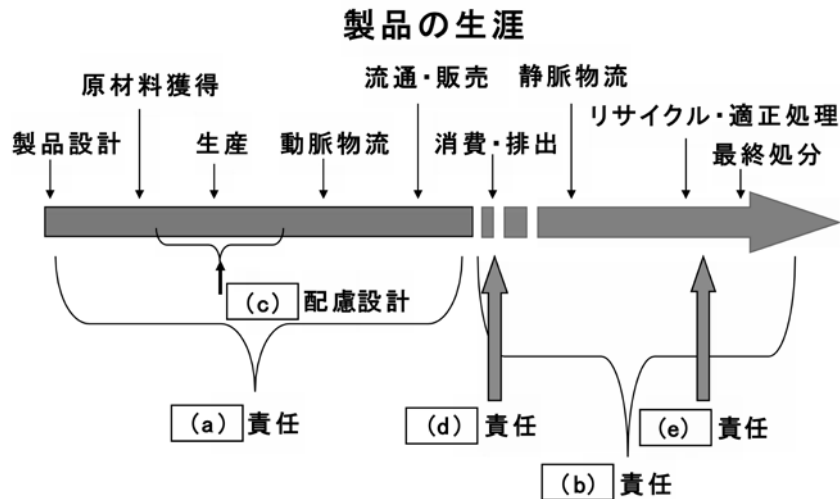 製品の生涯
原材料獲得
流通・販売
静脈物流
リサイクル・適正処理
製品設計
生産
動脈物流
消費・排出
最終処分
(c) 配慮設計
(a) 責任
(d) 責任
(e) 責任
(b) 責任